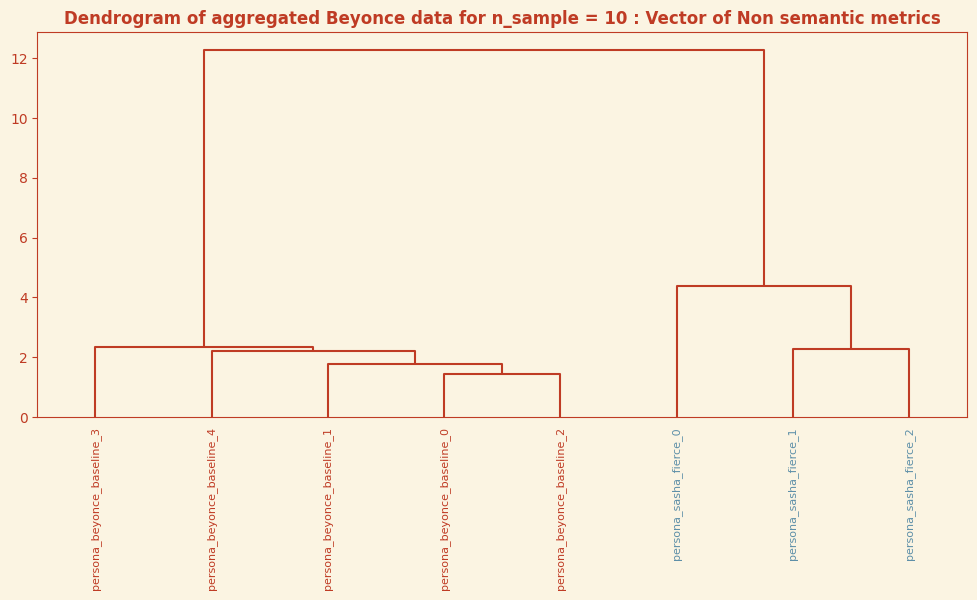 Dendrogram of aggregated Beyonce data for n_sample = 10 : Vector of Non semantic metrics
12
10
8
6
4
2
0
persona_beyonce_baseline_3
persona_beyonce_baseline_4
persona_beyonce_baseline_1
persona_beyonce_baseline_0
persona_beyonce_baseline_2
persona_sasha_fierce_0
persona_sasha_fierce_1
persona_sasha_fierce_2